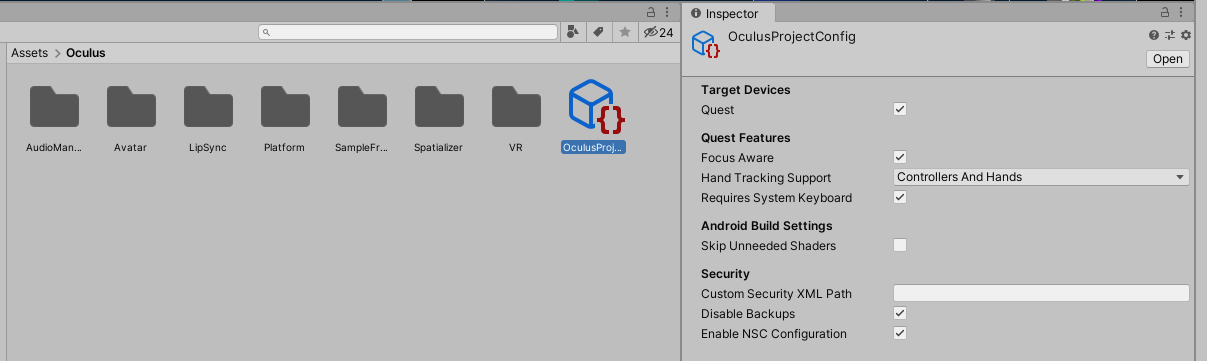 24
Assets > Oculus
AudioMan... Avatar LipSync Platform SampleFr... Spatializer VR OculusProj...
Inspector
OculusProjectConfig
Open
Target Devices
Quest
Quest Features
Focus Aware
Hand Tracking Support Controllers And Hands
Requires System Keyboard
Android Build Settings
Skip Unneeded Shaders
Security
Custom Security XML Path
Disable Backups
Enable NSC Configuration